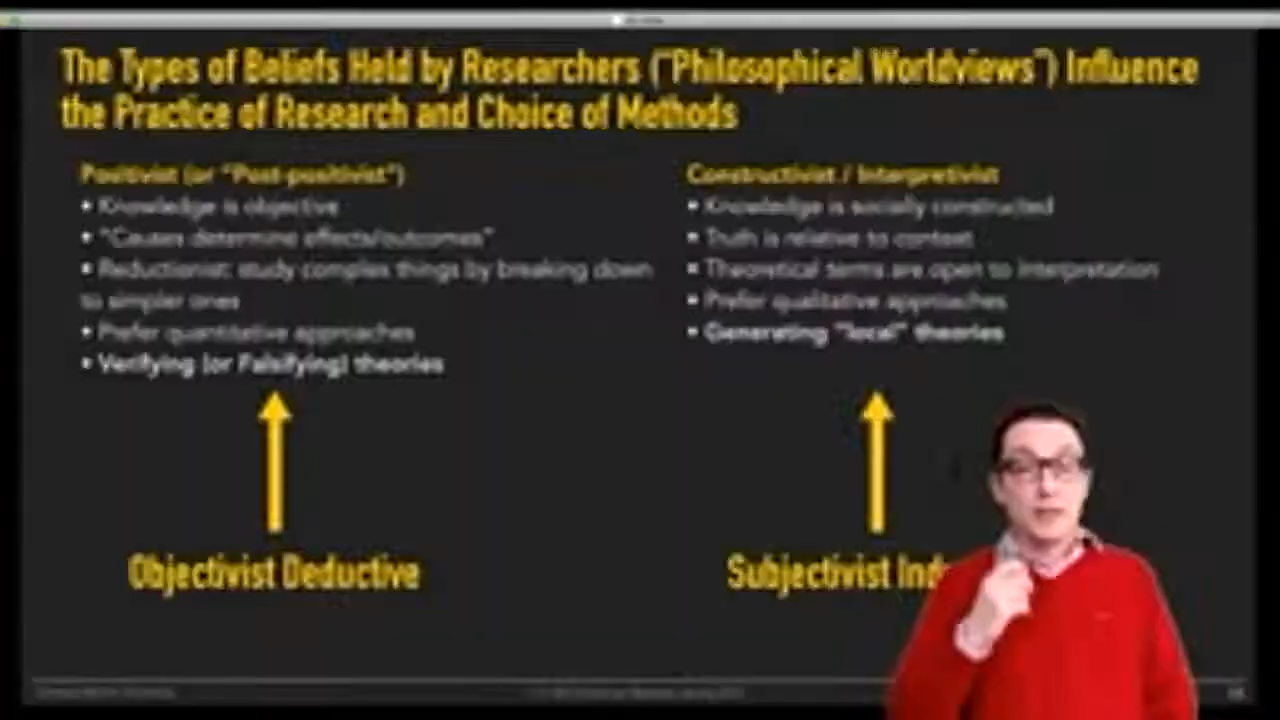 The Types of Beliefs Held by Researchers ("Philosophical Worldviews") Influence
the Practice of Research and Choice of Methods
Positivist (or "Post-positivist")
• Knowledge is objective
• "Causes determine effects/outcomes"
• Reductionist: study complex things by breaking down
to simpler ones
• Prefer quantitative approaches
• Verifying (or Falsifying) theories
Objectivist Deductive
Constructivist / Interpretivist
• Knowledge is socially constructed
• Truth is relative to context
• Theoretical terms are open to interpretation
• Prefer qualitative approaches
• Generating "local" theories
Subjectivist Ind